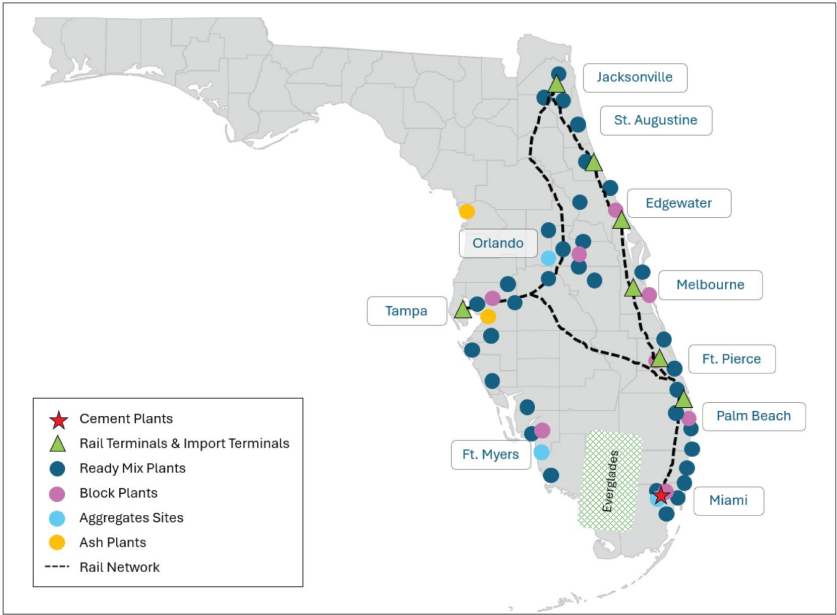 Jacksonville
St. Augustine
Edgewater
Orlando
Melbourne
Tampa
Ft. Pierce
Palm Beach
Ft. Myers
Everglades
Miami
Cement Plants
Rail Terminals & Import Terminals
Ready Mix Plants
Block Plants
Aggregates Sites
Ash Plants
Rail Network